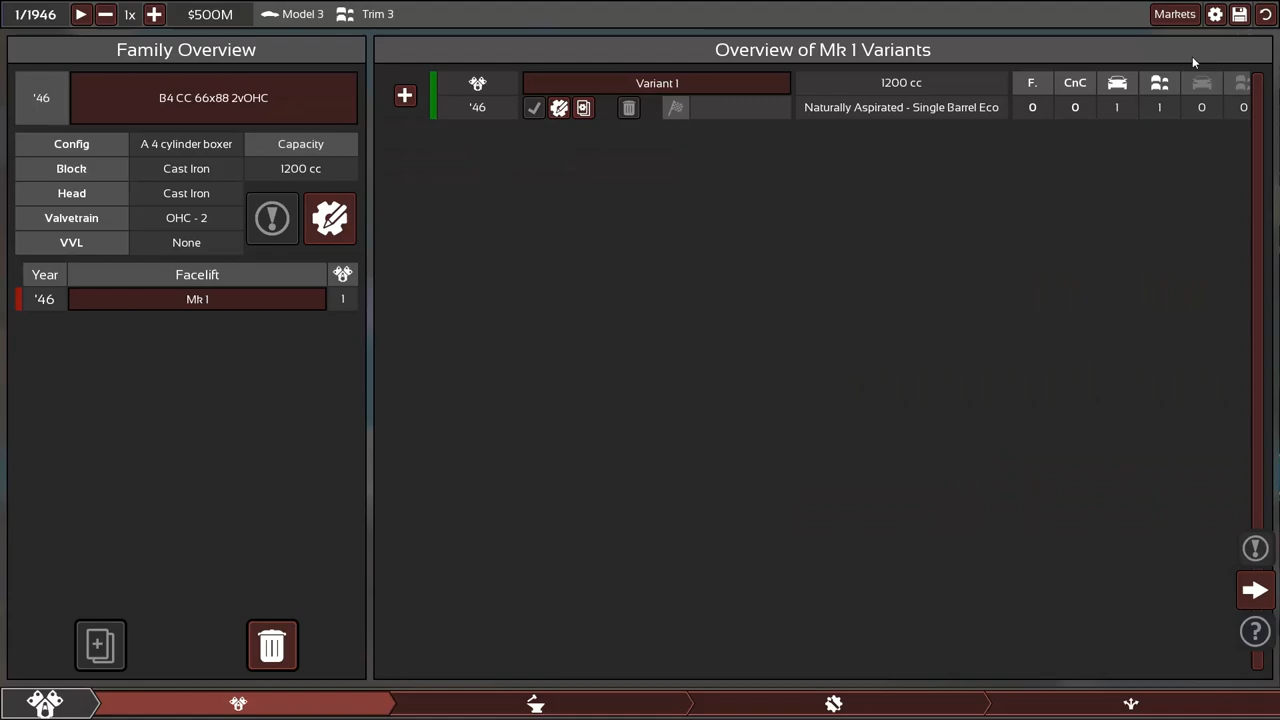 1/1946 1x $500M Model 3 Trim 3 Markets
Family Overview
'46 B4 CC 66x88 2vOHC
Config A 4 cylinder boxer Capacity
Block Cast Iron 1200 cc
Head Cast Iron
Valvetrain OHC - 2
VVL None
Year Facelift
'46 Mk I 1
Overview of Mk I Variants
Variant 1 1200 cc F. CnC
'46 Naturally Aspirated - Single Barrel Eco 0 0 1 1 0 0